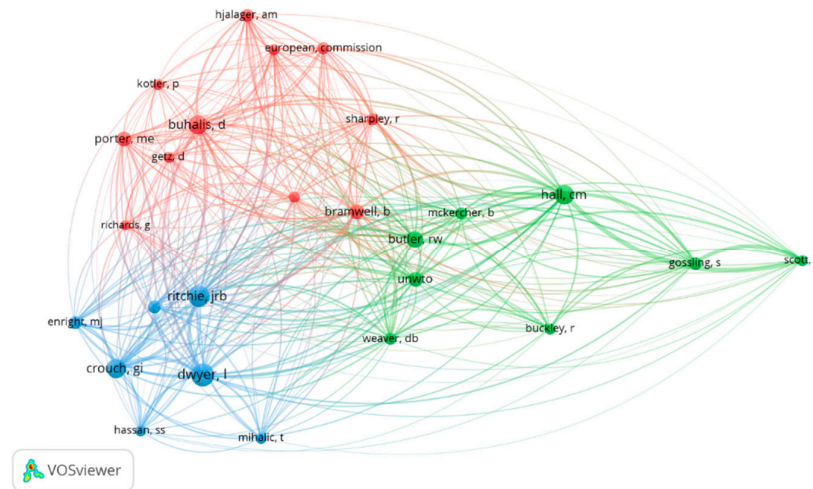 hjalager, am
european, commission
kotler, p
sharpley, r
buhalis, d
porter, me
getz, d
hall, cm
bramwell, b
mckercher, b
richards, g
butler, rw
gossling, s
scott,
unwto
ritchie, jrb
enright, mj
buckley, r
weaver, db
crouch, gi
dwyer, l
hassan, ss
mihalic, t
VOSviewer